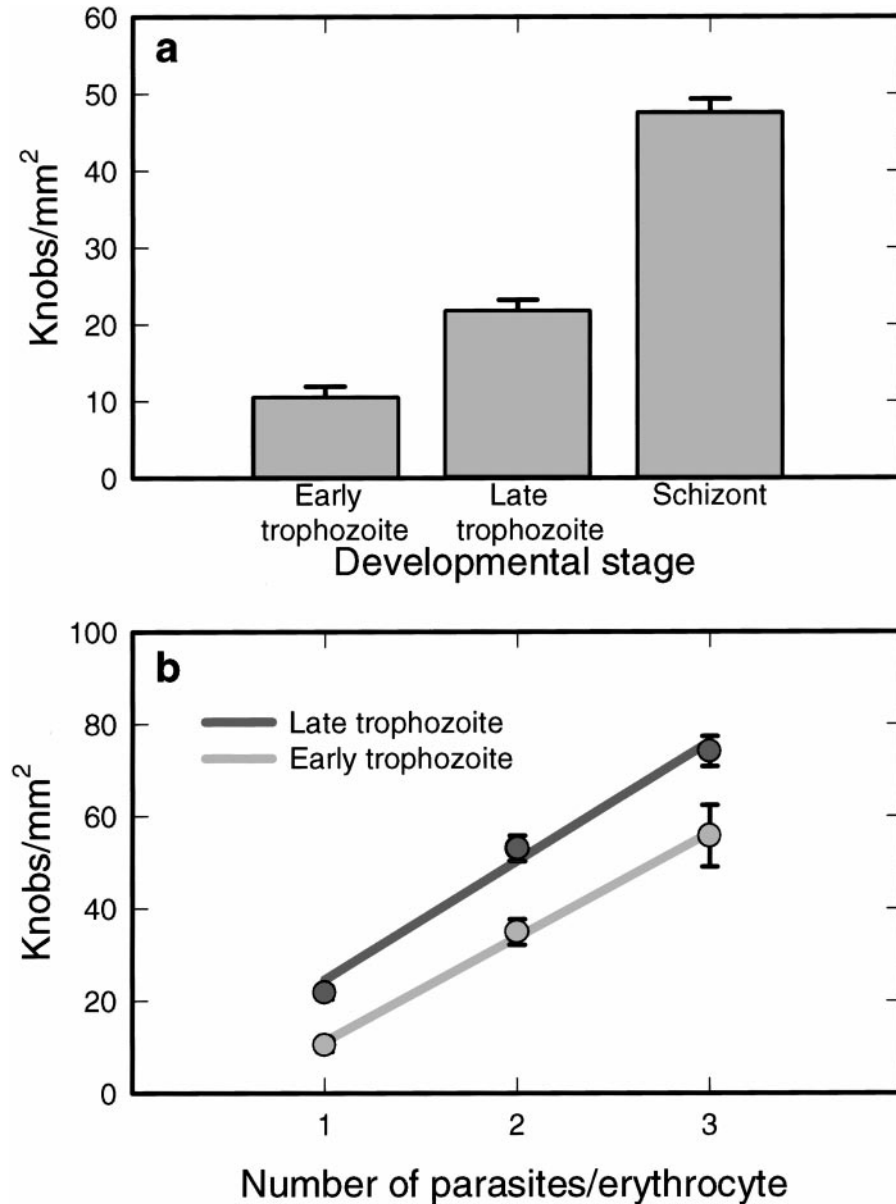 a
60
50
40
30
20
10
0
Knobs/mm²
Early Late Schizont
trophozoite trophozoite
Developmental stage
b
100
80
60
40
20
0
Knobs/mm²
Late trophozoite
Early trophozoite
1 2 3
Number of parasites/erythrocyte